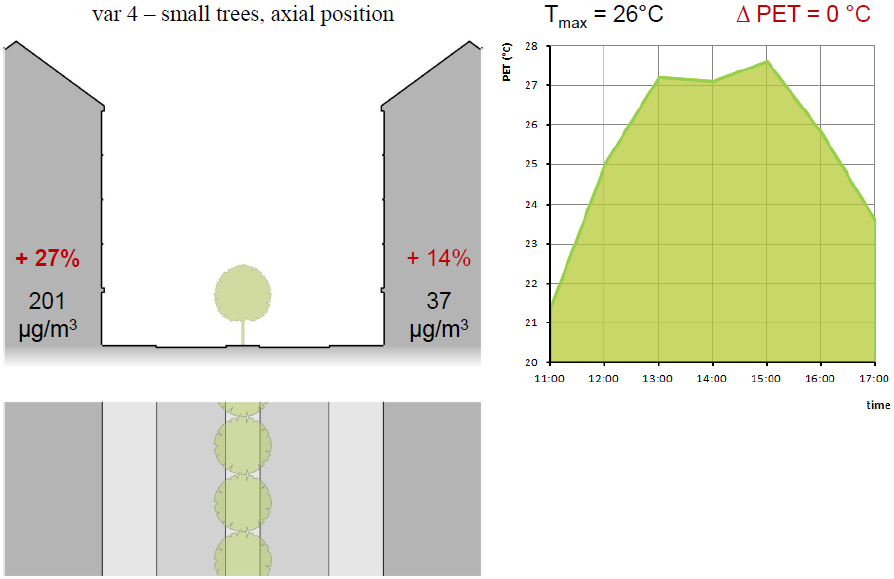 var 4 – small trees, axial position
+ 27%
201
µg/m³
+ 14%
37
µg/m³
Tmax = 26°C
Δ PET = 0 °C
PET (°C)
28
27
26
25
24
23
22
21
20
11:00 12:00 13:00 14:00 15:00 16:00 17:00
time